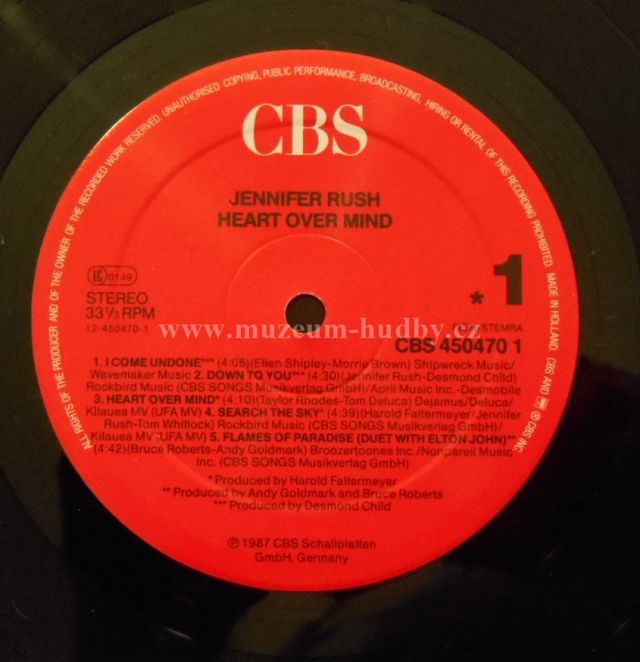 ALL RIGHTS OF THE PRODUCER AND OF THE OWNER OF THE RECORDED WORK RESERVED. UNAUTHORISED COPYING, PUBLIC PERFORMANCE, BROADCASTING, HIRING OR RENTAL OF THIS RECORDING PROHIBITED. MADE IN HOLLAND. CBS AND ℗ CBS INC.
CBS
JENNIFER RUSH
HEART OVER MIND
LC 0149
STEREO
33⅓ RPM
12-450470-1
* 1
STEMRA
CBS 450470 1
www.muzeum-hudby.cz
1. I COME UNDONE*** (4:06)(Ellen Shipley-Morrie Brown) Shipwreck Music/
Wavemaker Music 2. DOWN TO YOU*** (4:30)(Jennifer Rush-Desmond Child)
Rockbird Music (CBS SONGS Musikverlag GmbH)/April Music Inc.-Desmobile
3. HEART OVER MIND* (4:10)(Taylor Rhodes-Tom Deluca) Dejamus/Deluca/
Kilauea MV (UFA MV) 4. SEARCH THE SKY* (4:39)(Harold Faltermeyer/Jennifer
Rush-Tom Whitlock) Rockbird Music (CBS SONGS Musikverlag GmbH)/
Kilauea MV (UFA MV) 5. FLAMES OF PARADISE (DUET WITH ELTON JOHN)**
(4:42)(Bruce Roberts-Andy Goldmark) Broozertoones Inc./Nonpareil Music
Inc. (CBS SONGS Musikverlag GmbH)
* Produced by Harold Faltermeyer
** Produced by Andy Goldmark and Bruce Roberts
*** Produced by Desmond Child
℗ 1987 CBS Schallplatten
GmbH, Germany